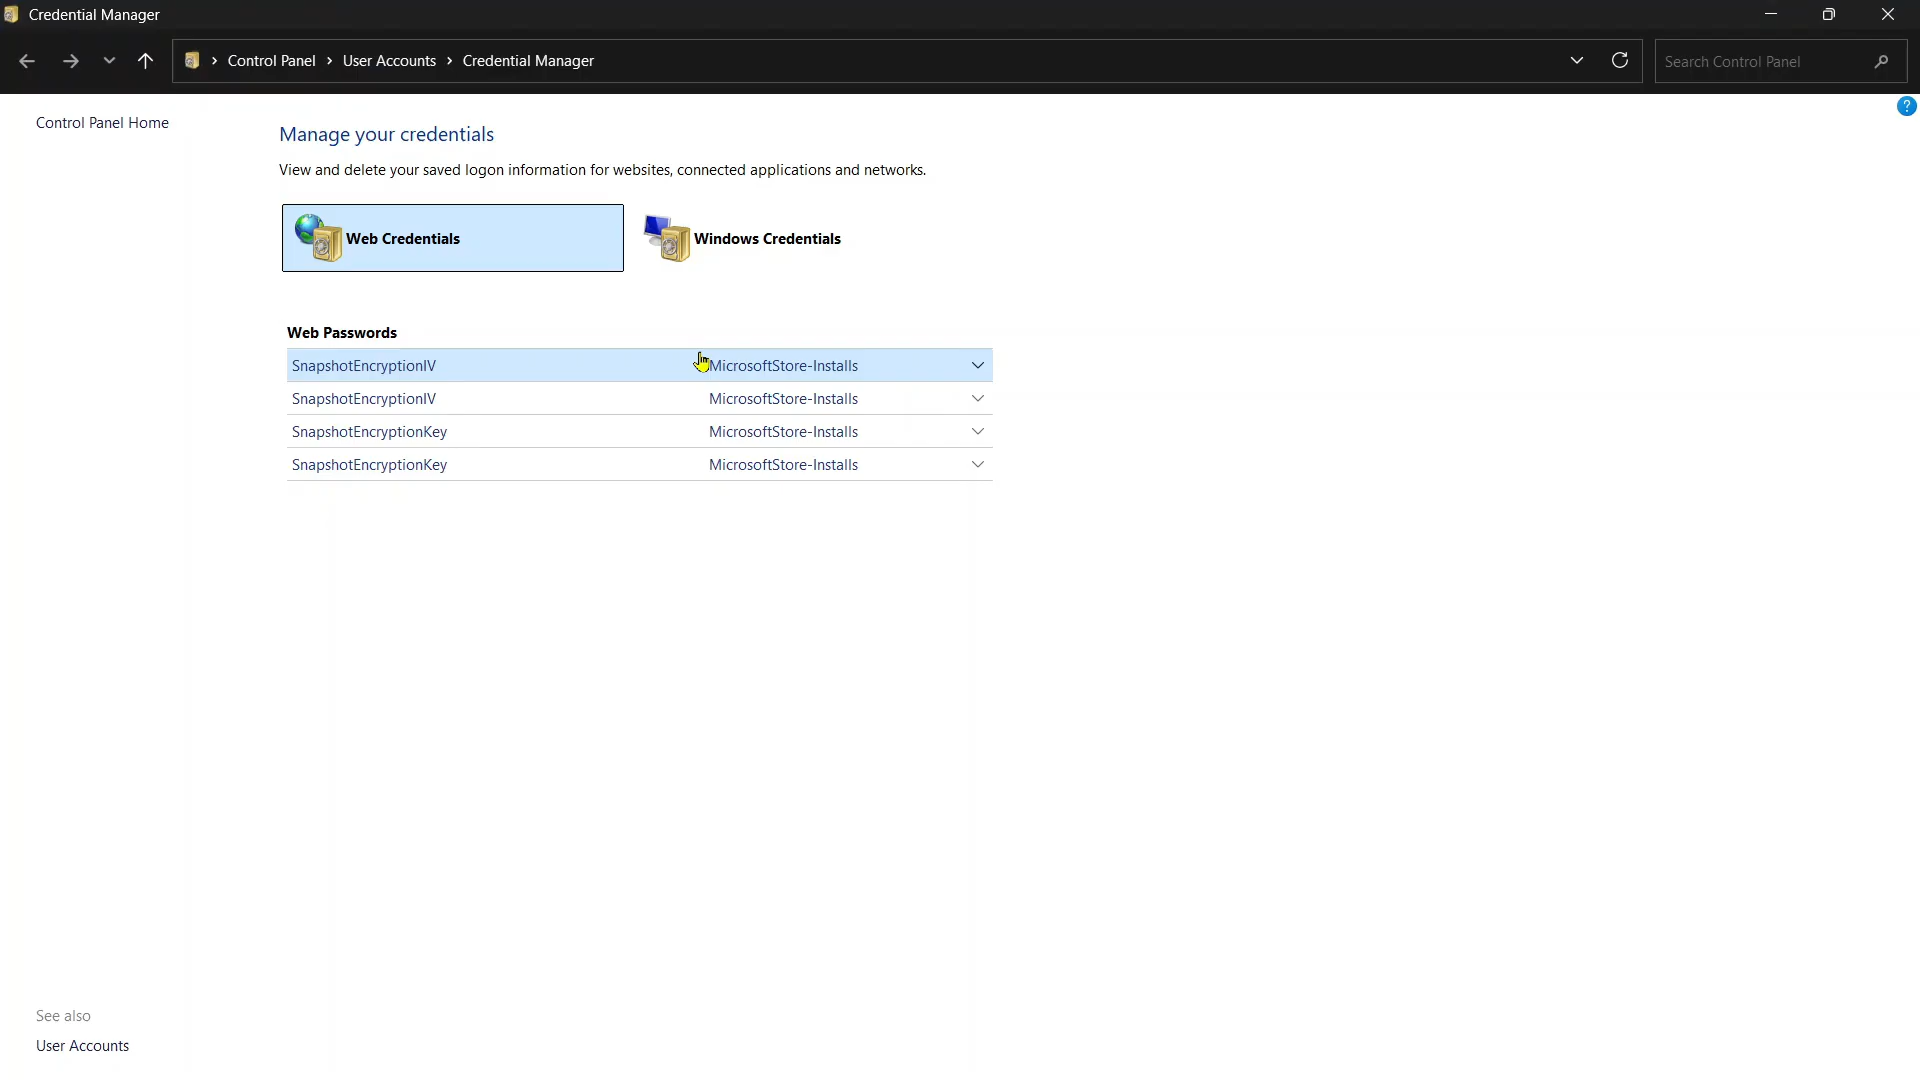 Credential Manager
Control Panel User Accounts Credential Manager
Search Control Panel
?
Control Panel Home
Manage your credentials
View and delete your saved logon information for websites, connected applications and networks.
Web Credentials
Windows Credentials
Web Passwords
SnapshotEncryptionIV MicrosoftStore-Installs
SnapshotEncryptionIV MicrosoftStore-Installs
SnapshotEncryptionKey MicrosoftStore-Installs
SnapshotEncryptionKey MicrosoftStore-Installs
See also
User Accounts